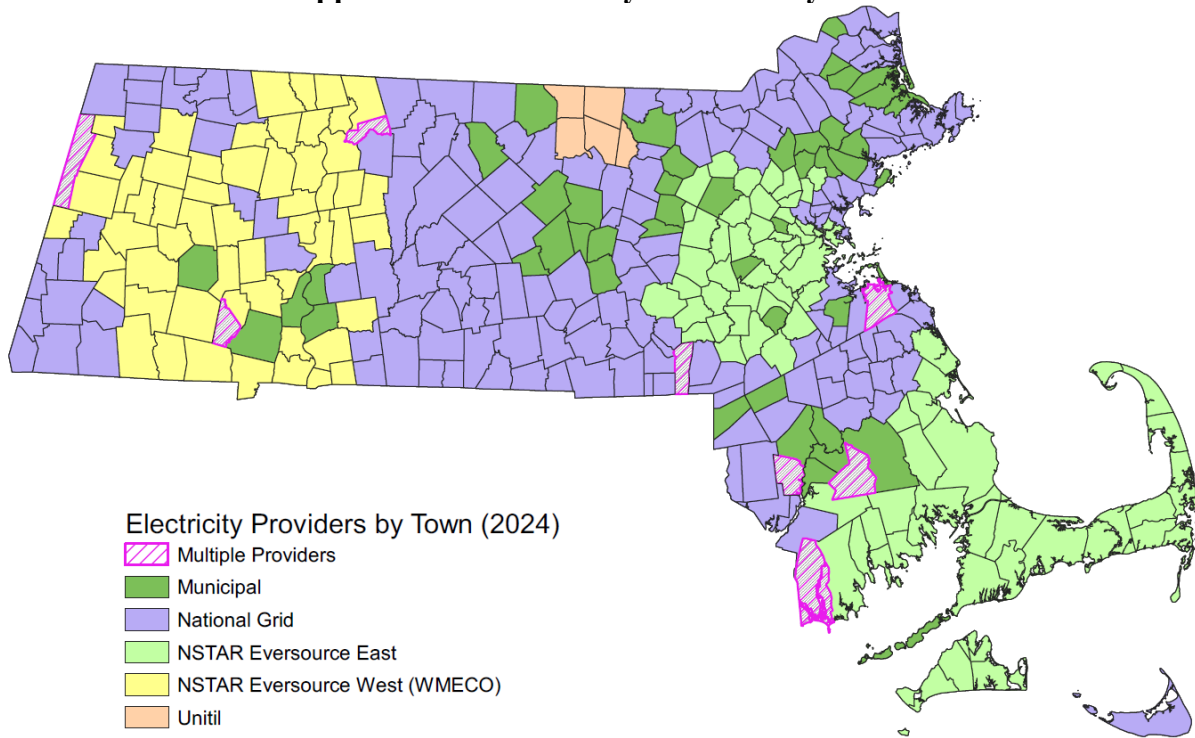 Electricity Providers by Town (2024)
Multiple Providers
Municipal
National Grid
NSTAR Eversource East
NSTAR Eversource West (WMECO)
Unitil